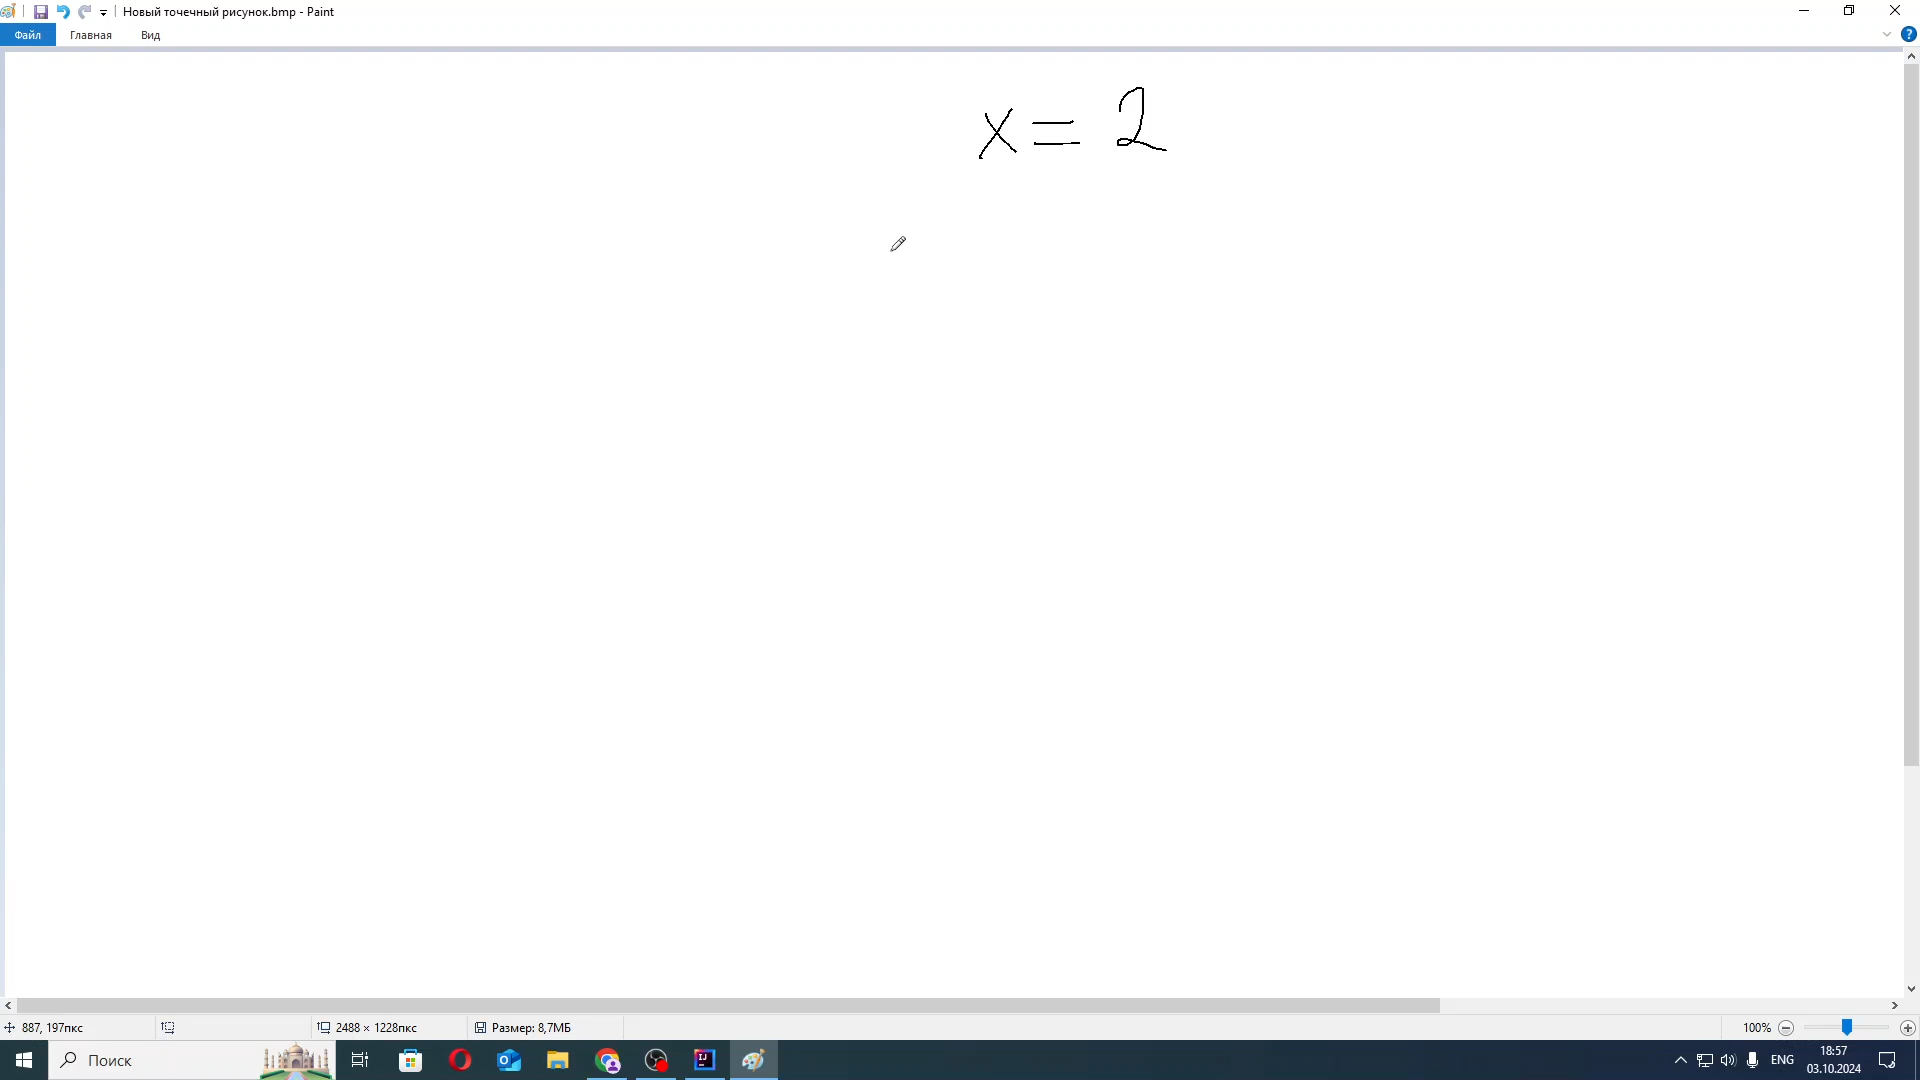 Новый точечный рисунок.bmp - Paint
Файл Главная Вид
x = 2
887, 197пкс 2488 × 1228пкс Размер: 8,7МБ 100%
Поиск ENG 18:57
03.10.2024